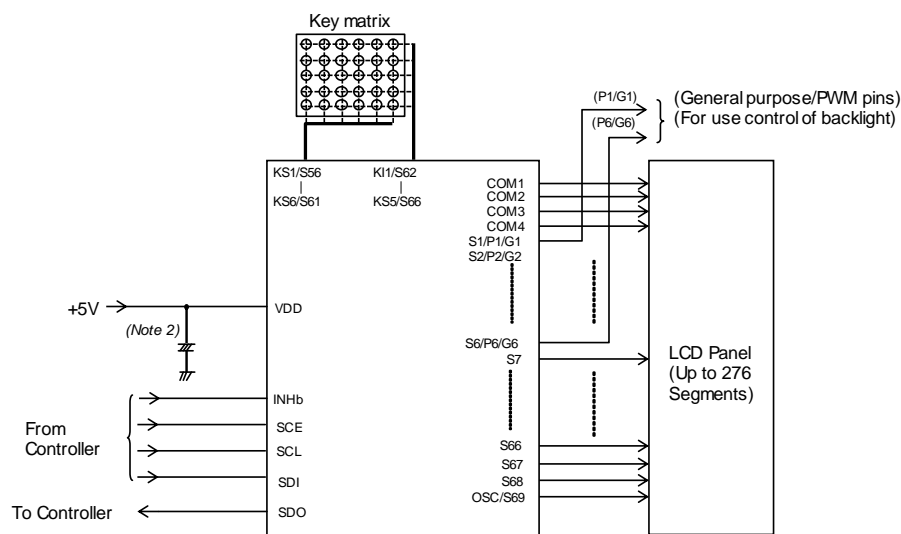 Key matrix
(P1/G1)
(General purpose/PWM pins)
(P6/G6)
(For use control of backlight)
KS1/S56
KI1/S62
KS6/S61
KS5/S66
COM1
COM2
COM3
COM4
S1/P1/G1
S2/P2/G2
+5V
VDD
(Note 2)
S6/P6/G6
S7
LCD Panel
(Up to 276
Segments)
INHb
From
Controller
SCE
SCL
SDI
S66
S67
S68
OSC/S69
To Controller
SDO